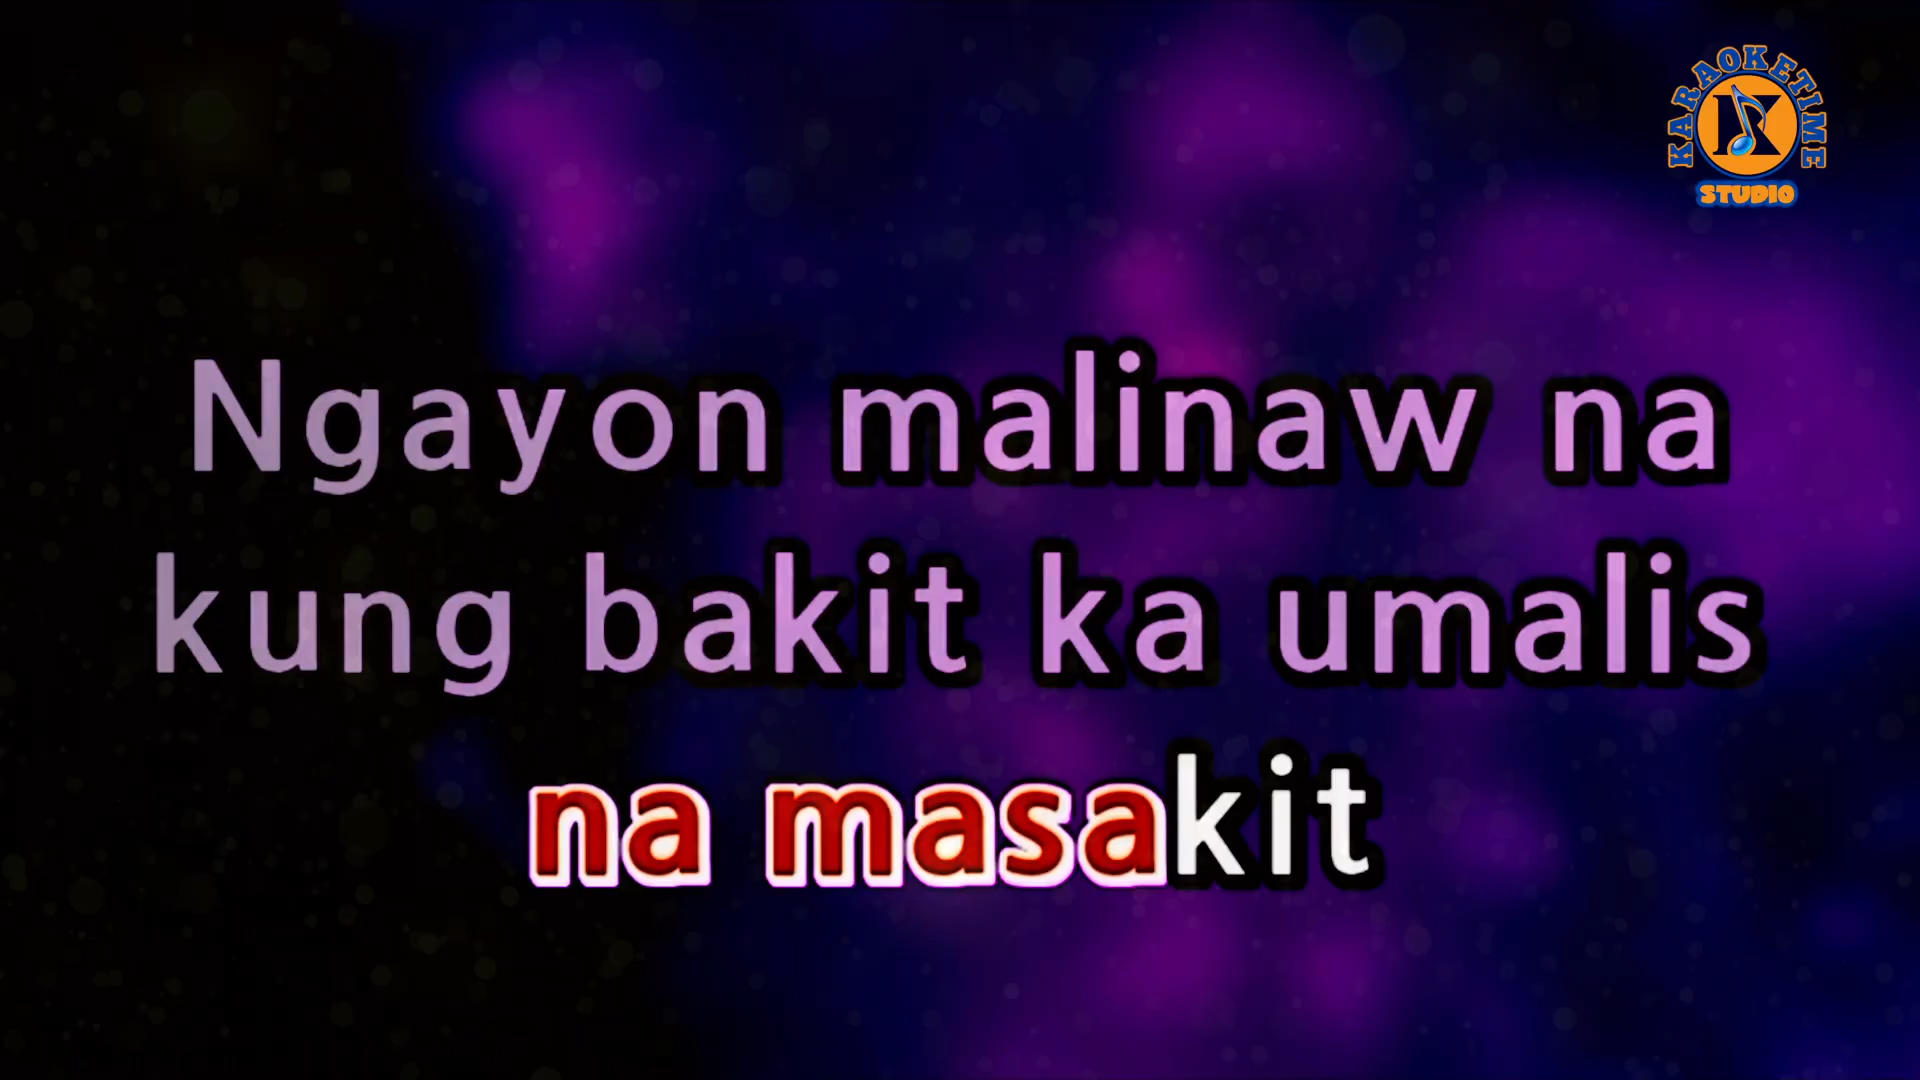 KARAOKETIME
K
STUDIO
Ngayon malinaw na
kung bakit ka umalis
na masakit